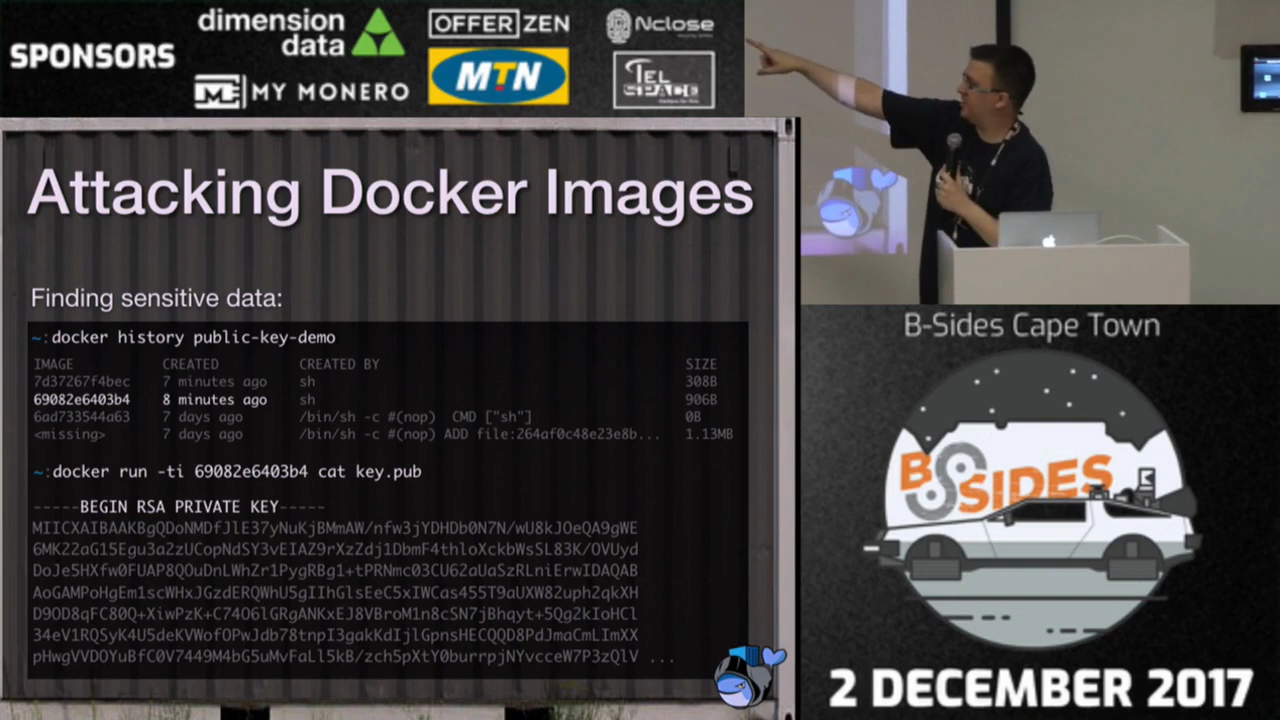 SPONSORS
dimension
data
OFFER ZEN
Nclose
MY MONERO
MTN
TEL
SPACE
Attacking Docker Images
Finding sensitive data:
~:docker history public-key-demo
IMAGE CREATED CREATED BY SIZE
7d37267f4bec 7 minutes ago sh 308B
69082e6403b4 8 minutes ago sh 906B
6ad733544a63 7 days ago /bin/sh -c #(nop) CMD ["sh"] 0B
<missing> 7 days ago /bin/sh -c #(nop) ADD file:264af0c48e23e8b... 1.13MB
~:docker run -ti 69082e6403b4 cat key.pub
-----BEGIN RSA PRIVATE KEY-----
MIICXAIBAAKBgQDoNMDfJlE37yNuKjBMmAW/nfw3jYDHDb0N7N/wU8kJOeQA9gWE
6MK22aG15Egu3a2zUCopNdSY3vEIAZ9rXzZdj1DbmF4thloXckbWsSL83K/OVUyd
DoJe5HXfw0FUAP8QOuDnLWhZr1PygRBg1+tPRNmc03CU62aUaSzRLniErwIDAQAB
AoGAMPoHgEm1scWHxJGzdERQWhU5gIIhGlsEeC5xIWCas455T9aUXW82uph2qkXH
D9OD8qFC80Q+XiwPzK+C74O6lGRgANKxEJ8VBroM1n8cSN7jBhqyt+5Qg2kIoHCl
34eV1RQSyK4U5deKVWofOPwJdb78tnpI3gakKdIjlGpnsHECQQD8PdJmaCmLImXX
pHwgVVDOYuBfC0V7449M4bG5uMvFaLl5kB/zch5pXtY0burrpjNYvcceW7P3zQlV ...
B-Sides Cape Town
BSIDES
2 DECEMBER 2017